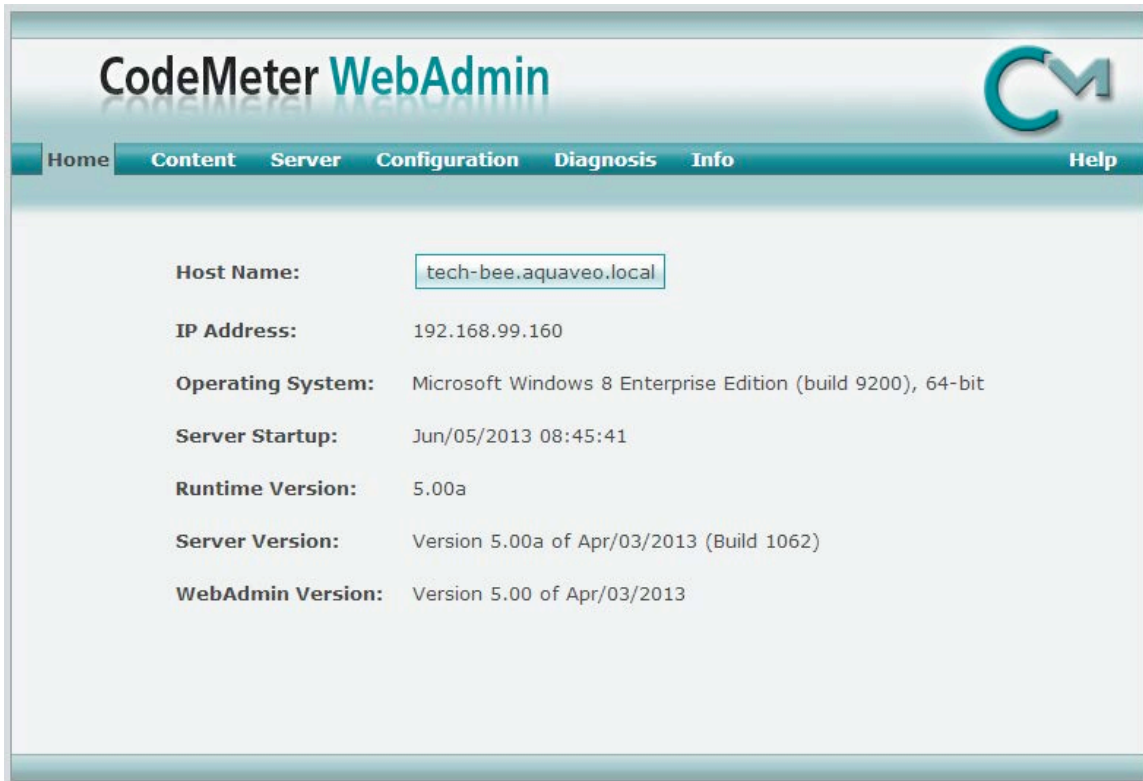 CodeMeter WebAdmin
CM
Home Content Server Configuration Diagnosis Info Help
Host Name: tech-bee.aquaveo.local
IP Address: 192.168.99.160
Operating System: Microsoft Windows 8 Enterprise Edition (build 9200), 64-bit
Server Startup: Jun/05/2013 08:45:41
Runtime Version: 5.00a
Server Version: Version 5.00a of Apr/03/2013 (Build 1062)
WebAdmin Version: Version 5.00 of Apr/03/2013